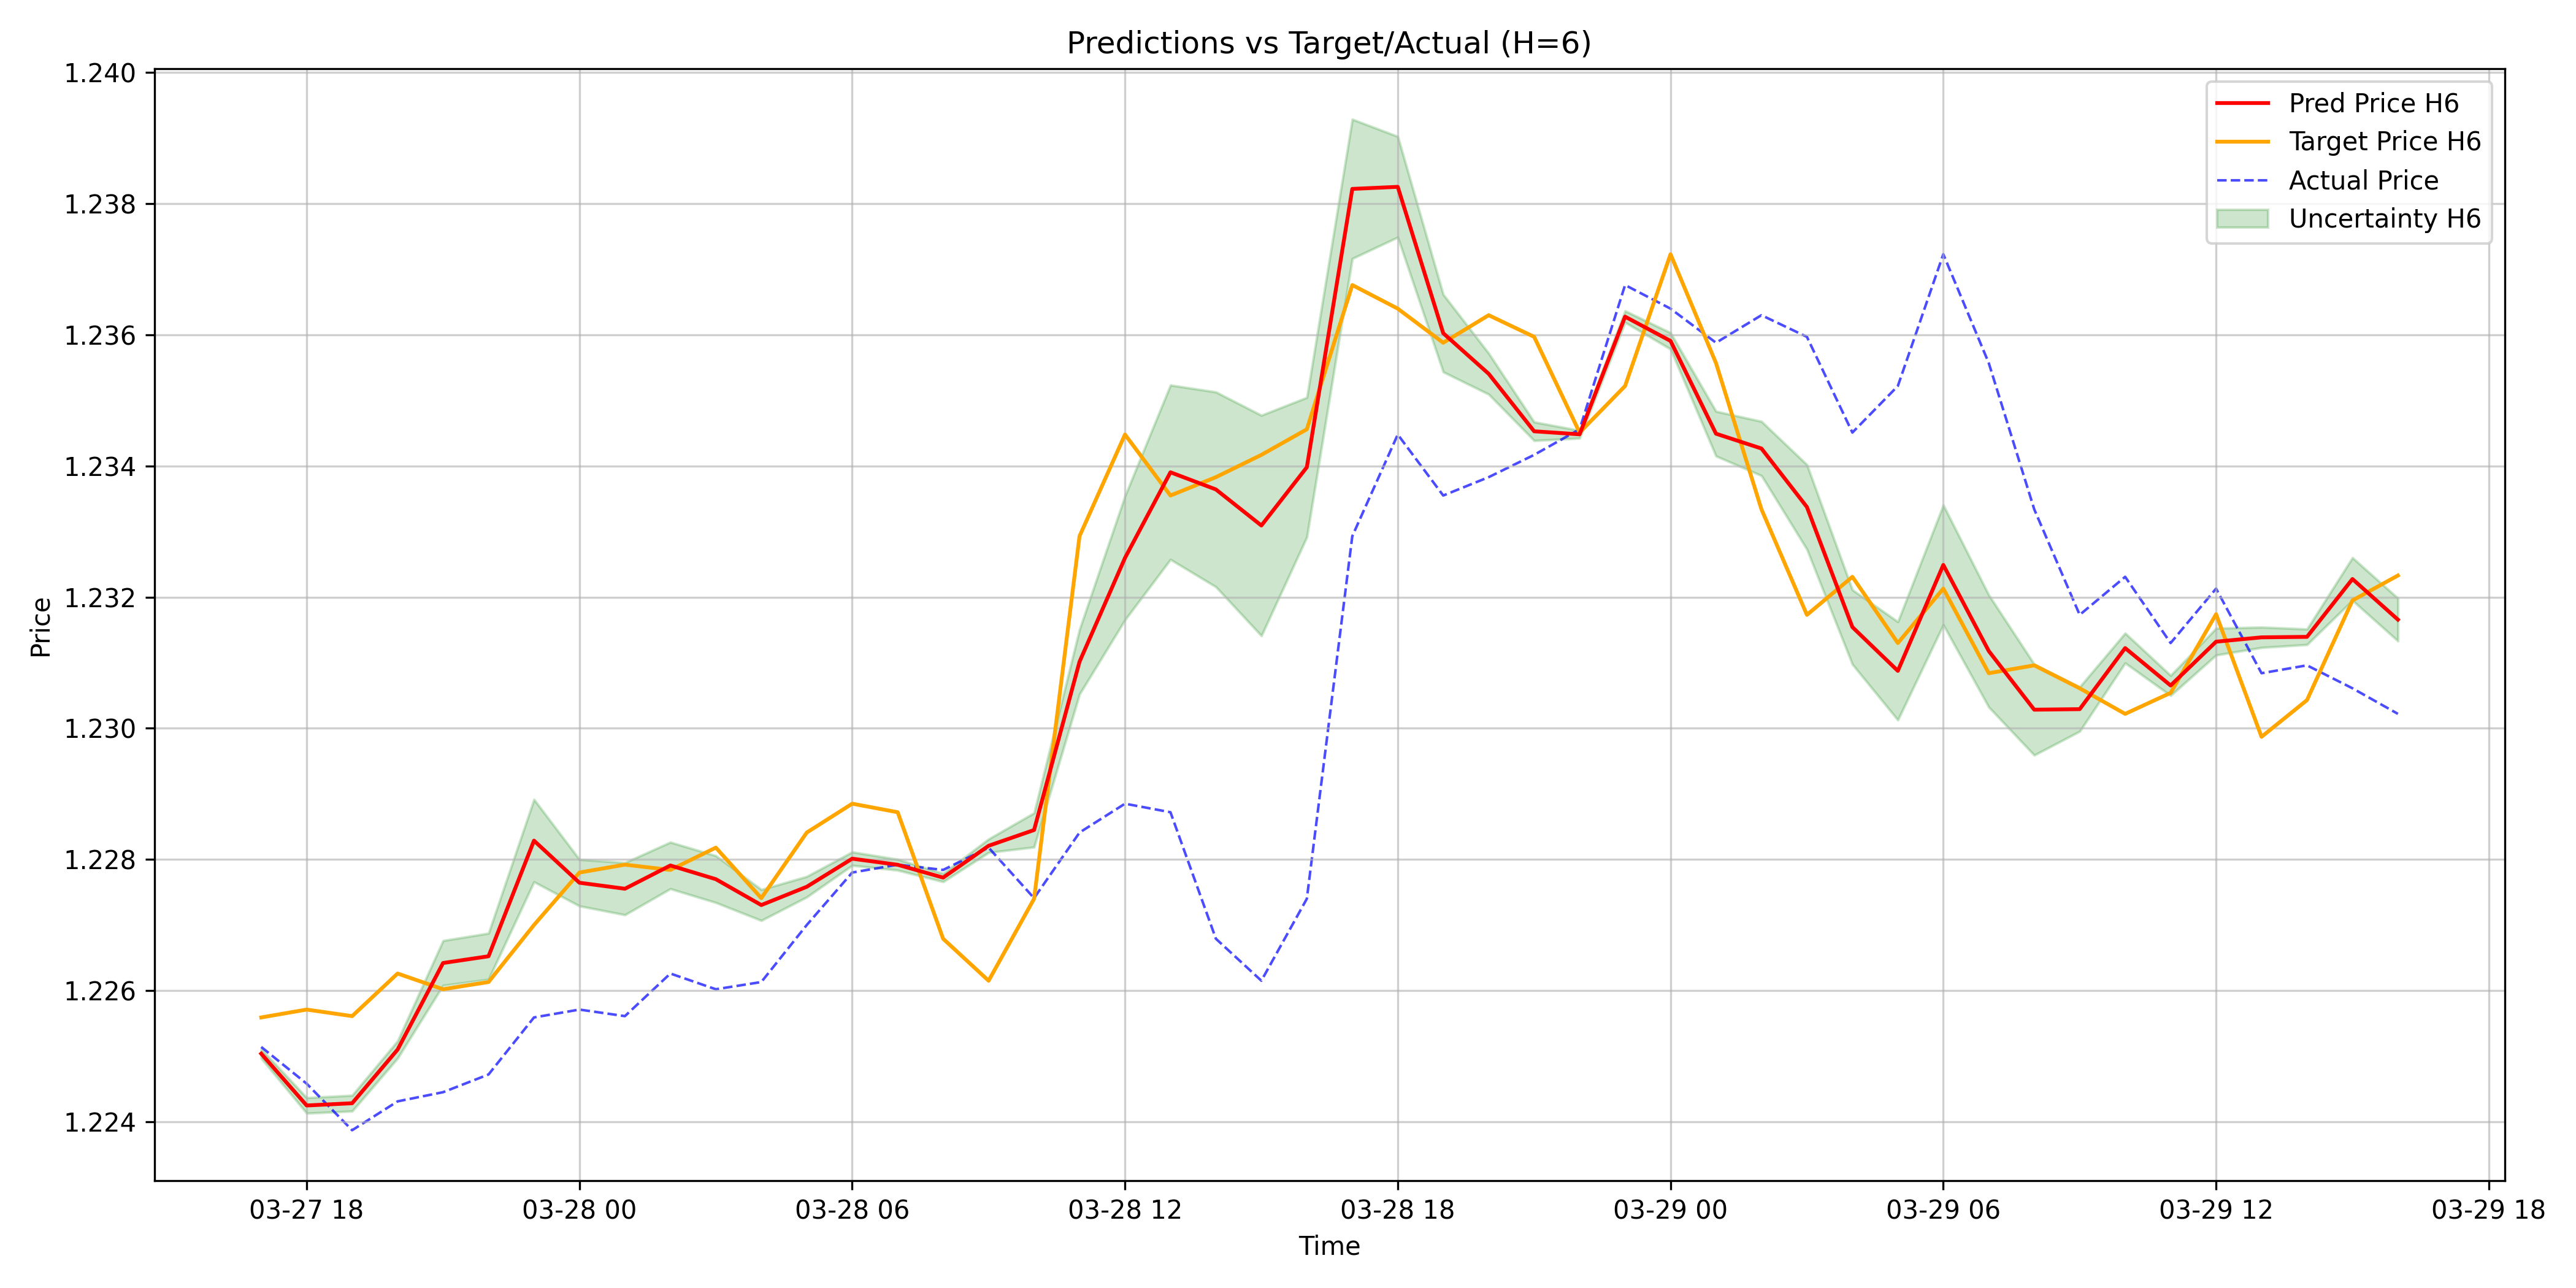 Predictions vs Target/Actual (H=6)
Pred Price H6
Target Price H6
Actual Price
Uncertainty H6
Price
1.240
1.238
1.236
1.234
1.232
1.230
1.228
1.226
1.224
03-27 18
03-28 00
03-28 06
03-28 12
03-28 18
03-29 00
03-29 06
03-29 12
03-29 18
Time